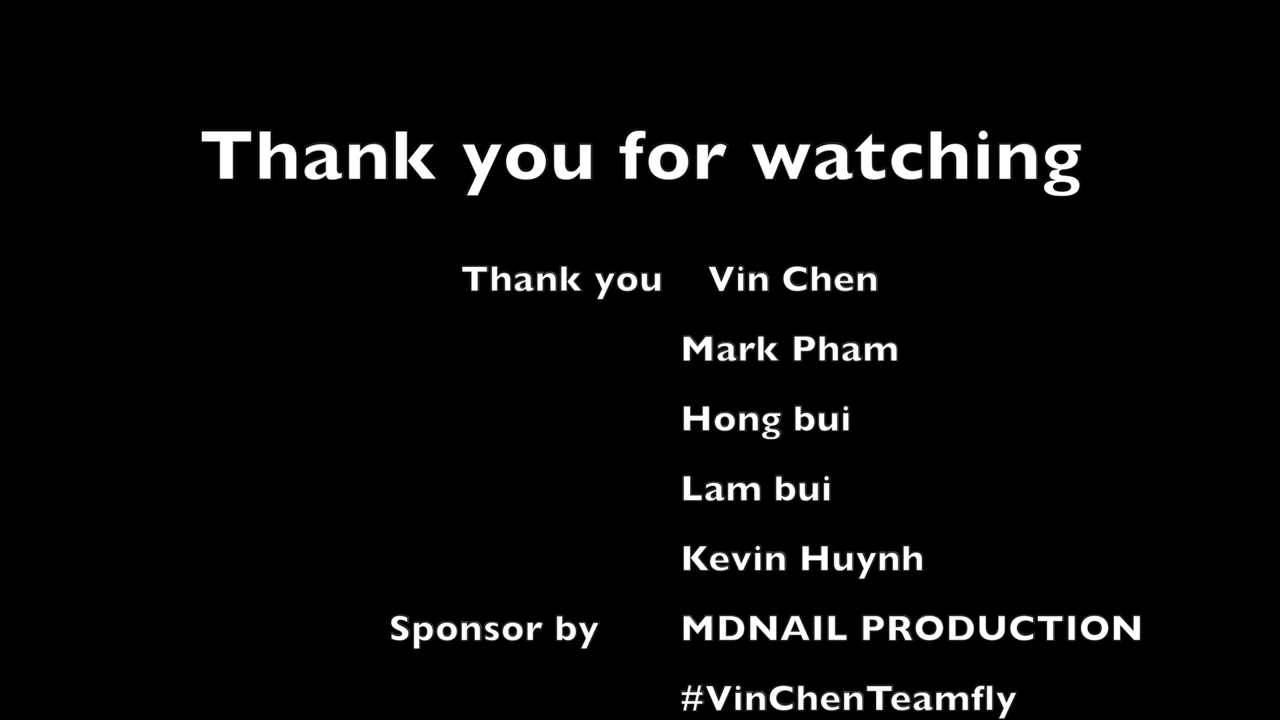 Thank you for watching
Thank you Vin Chen
Mark Pham
Hong bui
Lam bui
Kevin Huynh
Sponsor by MDNAIL PRODUCTION
#VinChenTeamfly